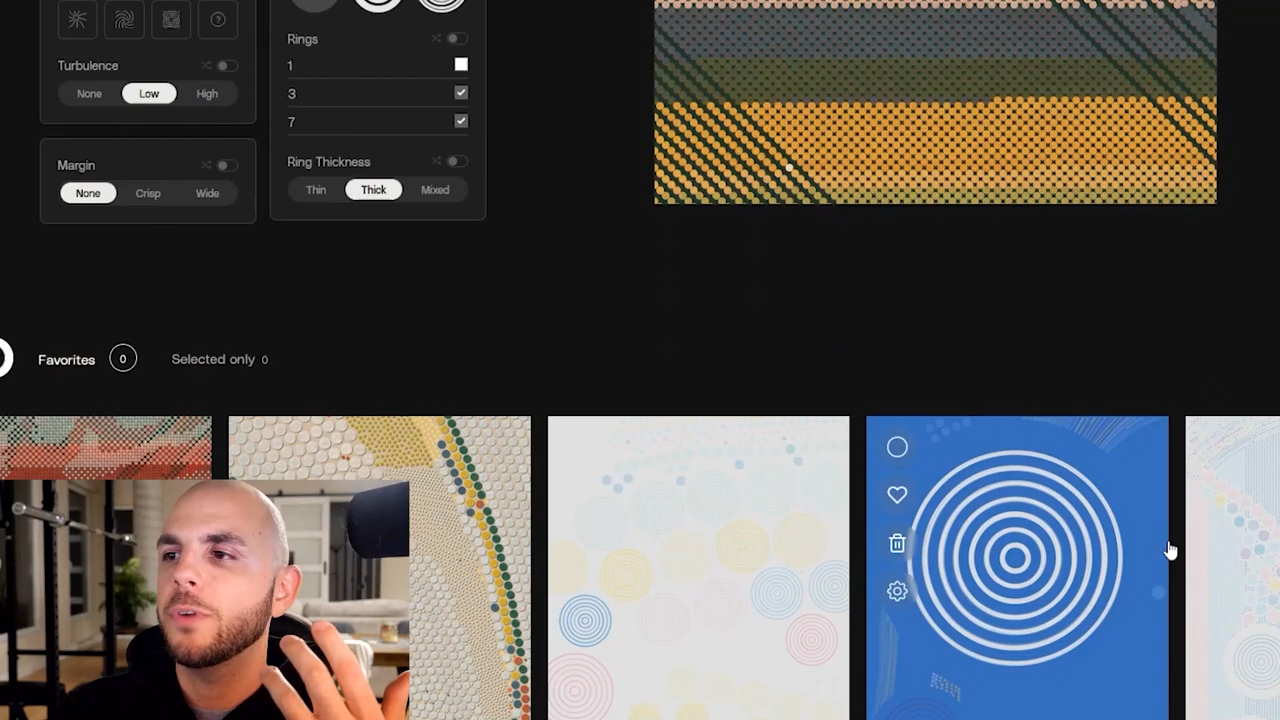 ?
Turbulence
None Low High
Margin
None Crisp Wide
Rings
1
3
7
Ring Thickness
Thin Thick Mixed
Favorites 0 Selected only 0